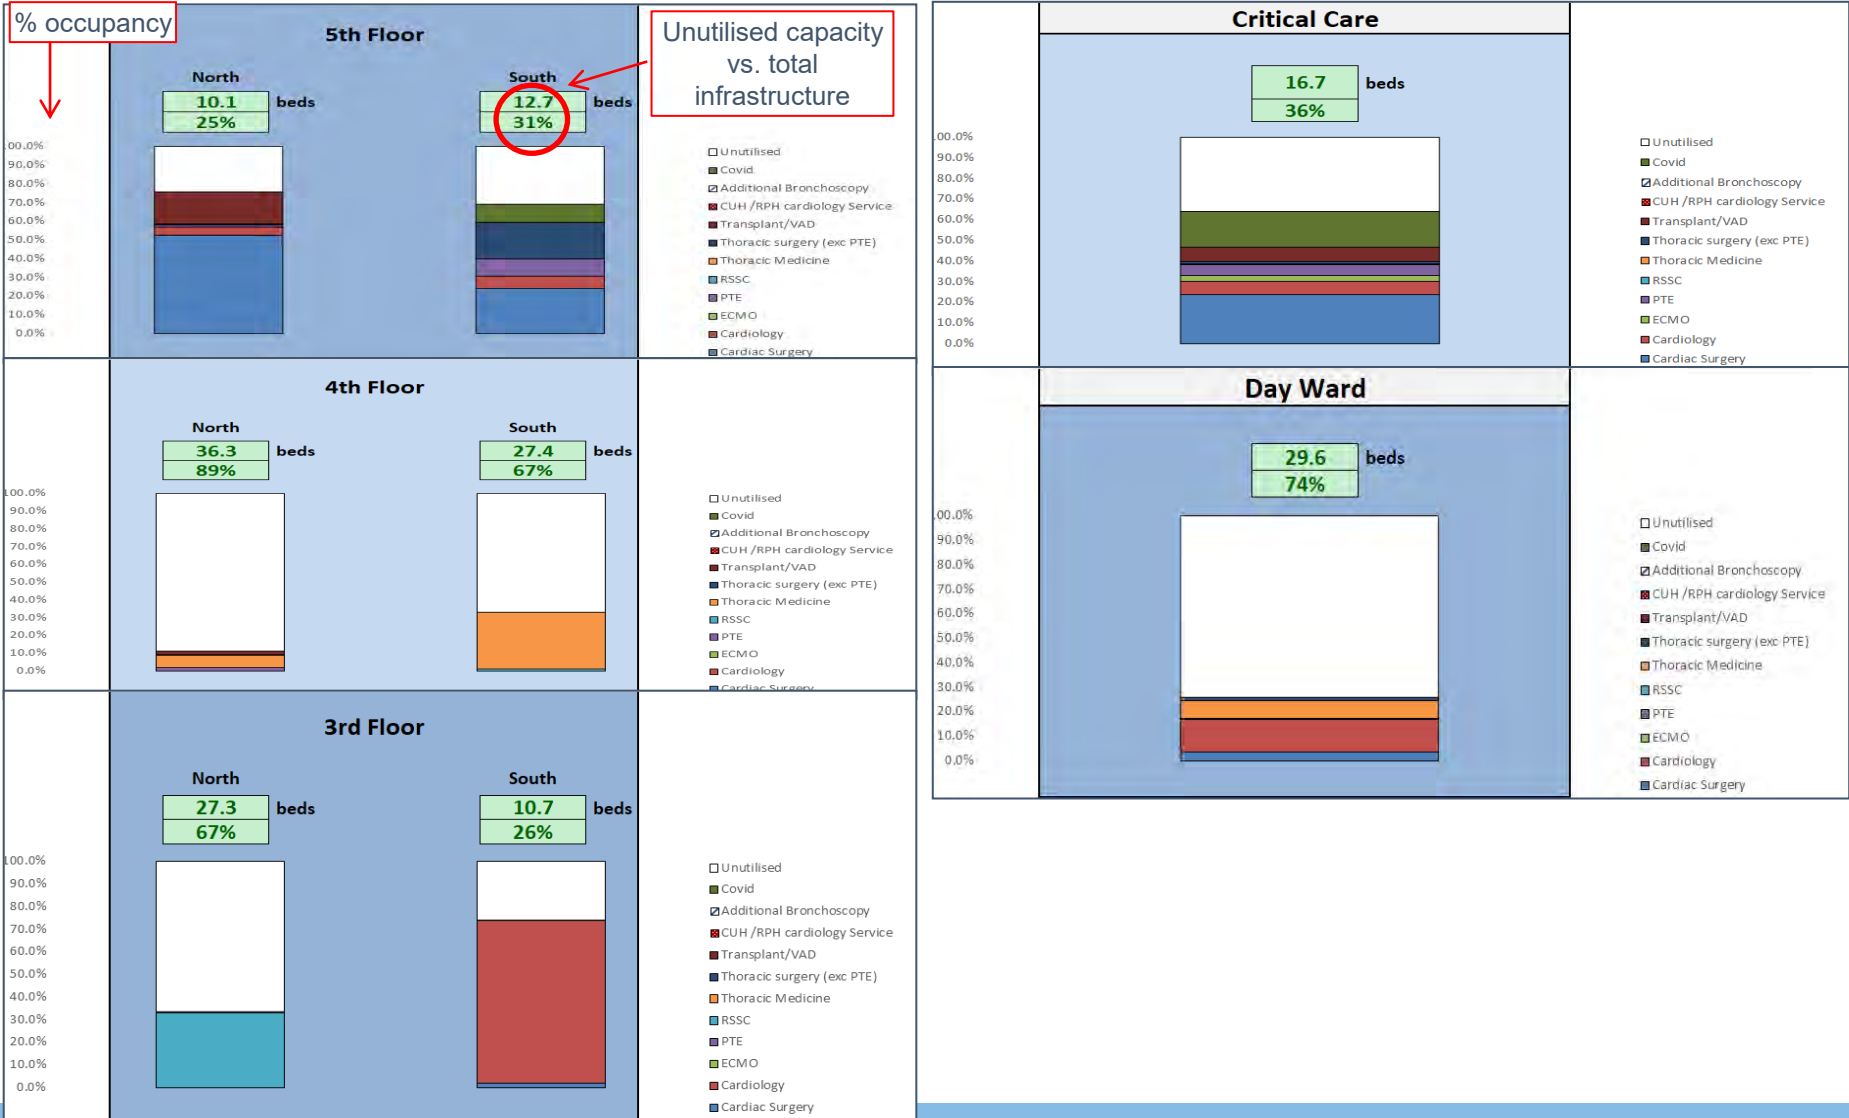 % occupancy
5th Floor
Unutilised capacity
vs. total
infrastructure
North
10.1 beds
25%
South
12.7 beds
31%
00.0%
90.0%
80.0%
70.0%
60.0%
50.0%
40.0%
30.0%
20.0%
10.0%
0.0%
Unutilised
Covid
Additional Bronchoscopy
CUH /RPH cardiology Service
Transplant/VAD
Thoracic surgery (exc PTE)
Thoracic Medicine
RSSC
PTE
ECMO
Cardiology
Cardiac Surgery
4th Floor
North
36.3 beds
89%
South
27.4 beds
67%
100.0%
90.0%
80.0%
70.0%
60.0%
50.0%
40.0%
30.0%
20.0%
10.0%
0.0%
Unutilised
Covid
Additional Bronchoscopy
CUH /RPH cardiology Service
Transplant/VAD
Thoracic surgery (exc PTE)
Thoracic Medicine
RSSC
PTE
ECMO
Cardiology
Cardiac Surgery
3rd Floor
North
27.3 beds
67%
South
10.7 beds
26%
100.0%
90.0%
80.0%
70.0%
60.0%
50.0%
40.0%
30.0%
20.0%
10.0%
0.0%
Unutilised
Covid
Additional Bronchoscopy
CUH /RPH cardiology Service
Transplant/VAD
Thoracic surgery (exc PTE)
Thoracic Medicine
RSSC
PTE
ECMO
Cardiology
Cardiac Surgery
Critical Care
16.7 beds
36%
00.0%
90.0%
80.0%
70.0%
60.0%
50.0%
40.0%
30.0%
20.0%
10.0%
0.0%
Unutilised
Covid
Additional Bronchoscopy
CUH /RPH cardiology Service
Transplant/VAD
Thoracic surgery (exc PTE)
Thoracic Medicine
RSSC
PTE
ECMO
Cardiology
Cardiac Surgery
Day Ward
29.6 beds
74%
00.0%
90.0%
80.0%
70.0%
60.0%
50.0%
40.0%
30.0%
20.0%
10.0%
0.0%
Unutilised
Covid
Additional Bronchoscopy
CUH /RPH cardiology Service
Transplant/VAD
Thoracic surgery (exc PTE)
Thoracic Medicine
RSSC
PTE
ECMO
Cardiology
Cardiac Surgery